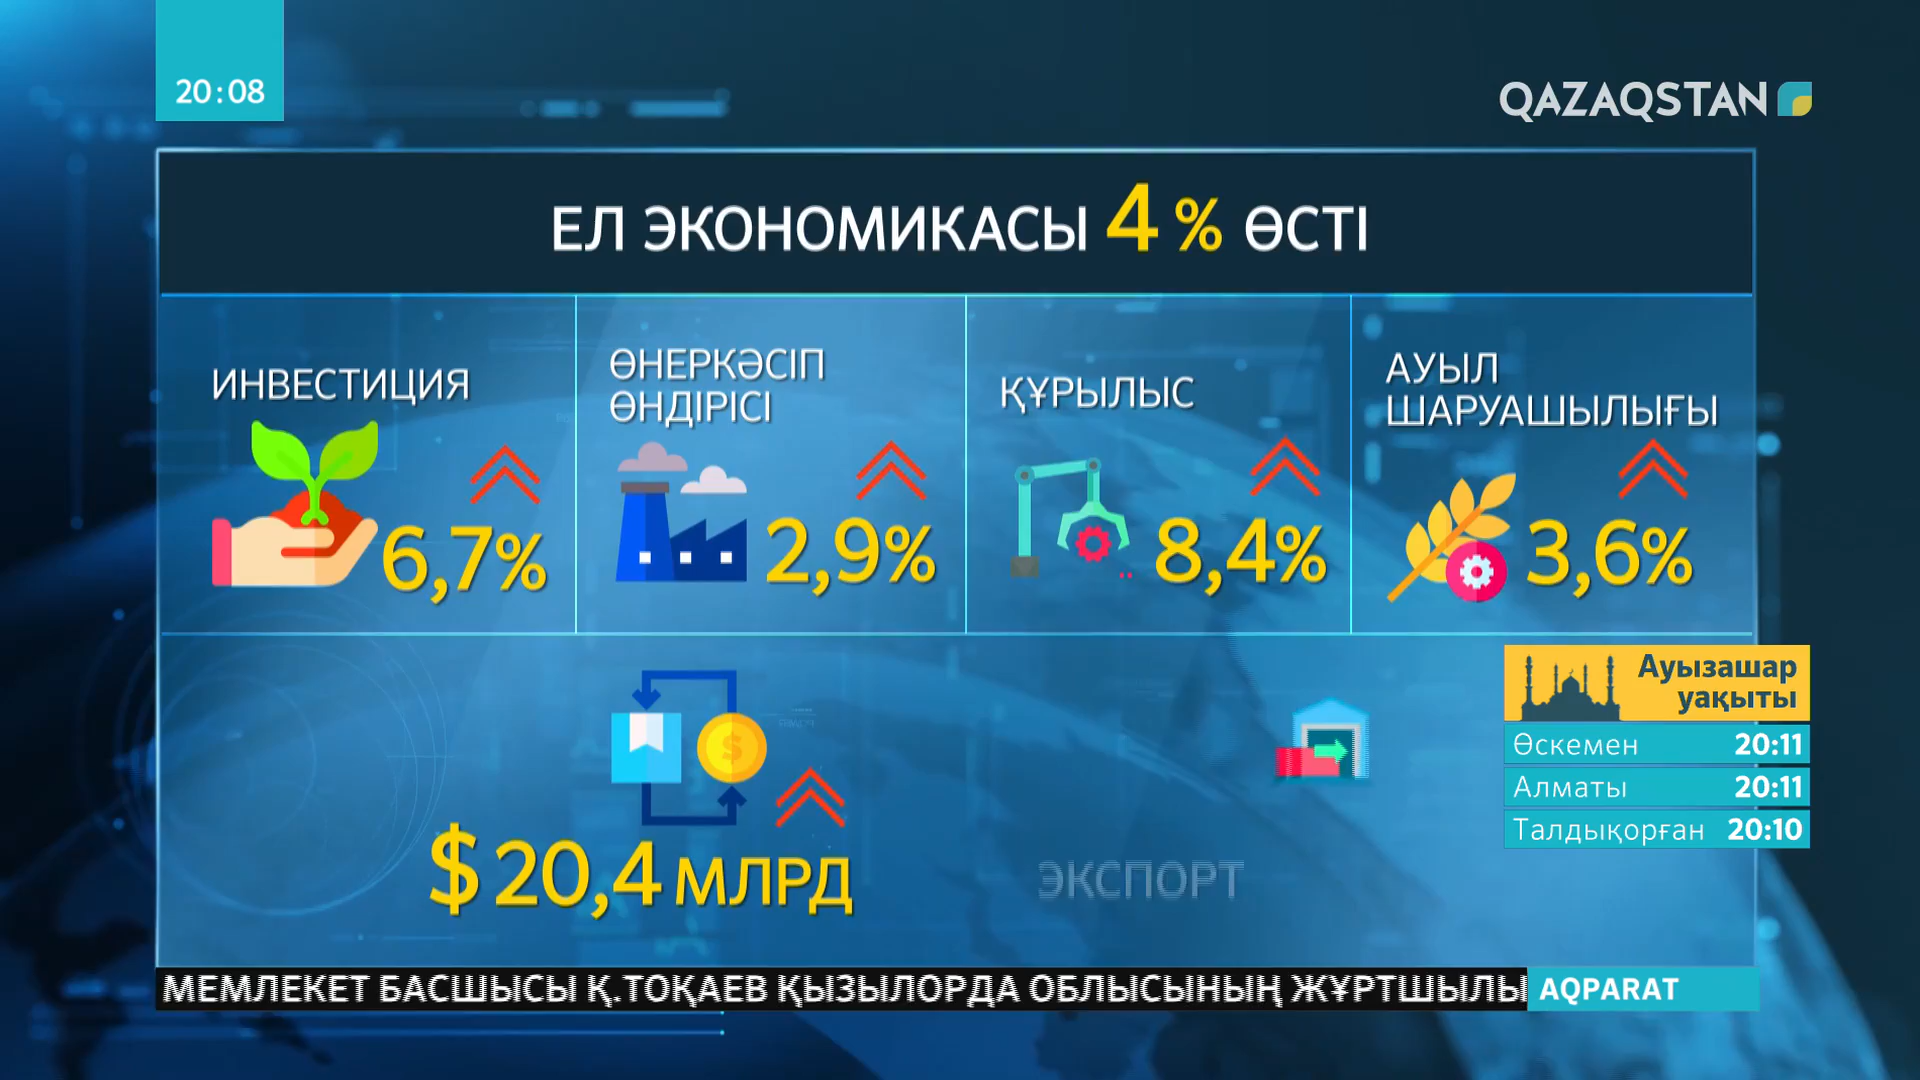 20:08
QAZAQSTAN
ЕЛ ЭКОНОМИКАСЫ 4 % ӨСТІ
ИНВЕСТИЦИЯ
6,7%
ӨНЕРКӘСІП
ӨНДІРІСІ
2,9%
ҚҰРЫЛЫС
8,4%
АУЫЛ
ШАРУАШЫЛЫҒЫ
3,6%
$ 20,4 МЛРД
ЭКСПОРТ
Ауызашар
уақыты
Өскемен 20:11
Алматы 20:11
Талдықорған 20:10
МЕМЛЕКЕТ БАСШЫСЫ Қ.ТОҚАЕВ ҚЫЗЫЛОРДА ОБЛЫСЫНЫҢ ЖҰРТШЫЛЫ
AQPARAT